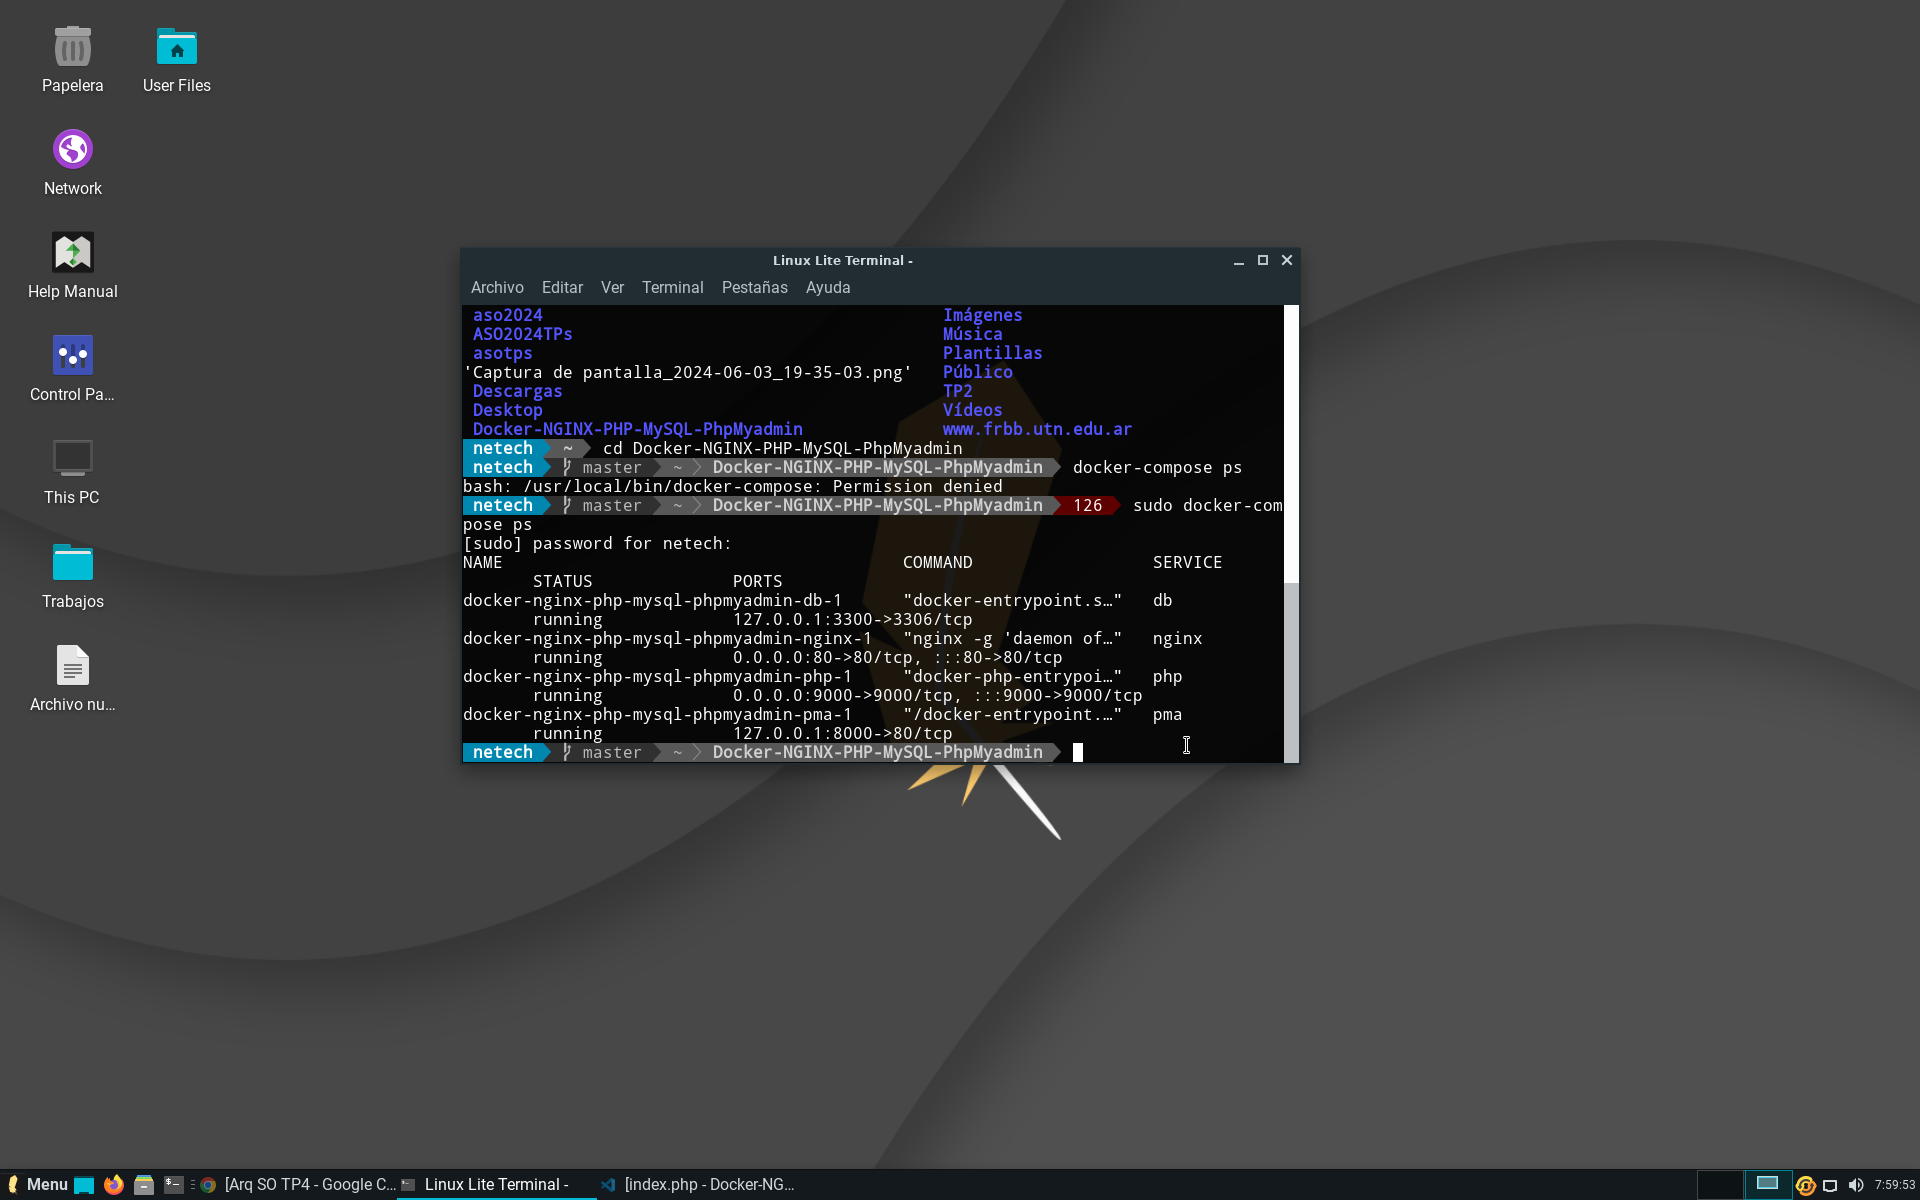 Papelera
User Files
Network
Help Manual
Control Pa...
This PC
Trabajos
Archivo nu...
Linux Lite Terminal -
Archivo Editar Ver Terminal Pestañas Ayuda
aso2024 Imágenes
ASO2024TPs Música
asotps Plantillas
'Captura de pantalla_2024-06-03_19-35-03.png' Público
Descargas TP2
Desktop Vídeos
Docker-NGINX-PHP-MySQL-PhpMyadmin www.frbb.utn.edu.ar
netech ~ cd Docker-NGINX-PHP-MySQL-PhpMyadmin
netech master ~ Docker-NGINX-PHP-MySQL-PhpMyadmin docker-compose ps
bash: /usr/local/bin/docker-compose: Permission denied
netech master ~ Docker-NGINX-PHP-MySQL-PhpMyadmin 126 sudo docker-com
pose ps
[sudo] password for netech:
NAME COMMAND SERVICE
STATUS PORTS
docker-nginx-php-mysql-phpmyadmin-db-1 "docker-entrypoint.s…" db
running 127.0.0.1:3300->3306/tcp
docker-nginx-php-mysql-phpmyadmin-nginx-1 "nginx -g 'daemon of…" nginx
running 0.0.0.0:80->80/tcp, :::80->80/tcp
docker-nginx-php-mysql-phpmyadmin-php-1 "docker-php-entrypoi…" php
running 0.0.0.0:9000->9000/tcp, :::9000->9000/tcp
docker-nginx-php-mysql-phpmyadmin-pma-1 "/docker-entrypoint.…" pma
running 127.0.0.1:8000->80/tcp
netech master ~ Docker-NGINX-PHP-MySQL-PhpMyadmin
Menu [Arq SO TP4 - Google C... Linux Lite Terminal - [index.php - Docker-NG... 7:59:53